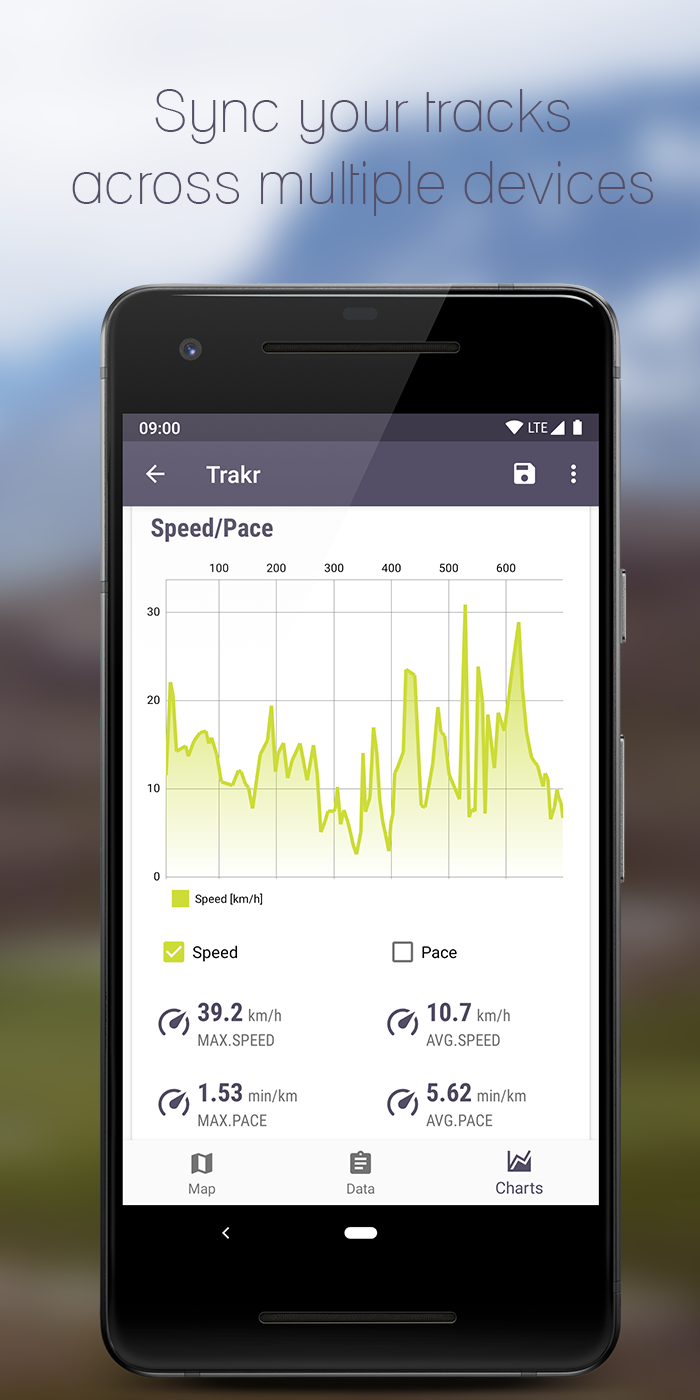 Sync your tracks
across multiple devices
09:00 LTE
Trakr
Speed/Pace
100 200 300 400 500 600
30
20
10
0
Speed [km/h]
Speed Pace
39.2 km/h 10.7 km/h
MAX.SPEED AVG.SPEED
1.53 min/km 5.62 min/km
MAX.PACE AVG.PACE
Map Data Charts